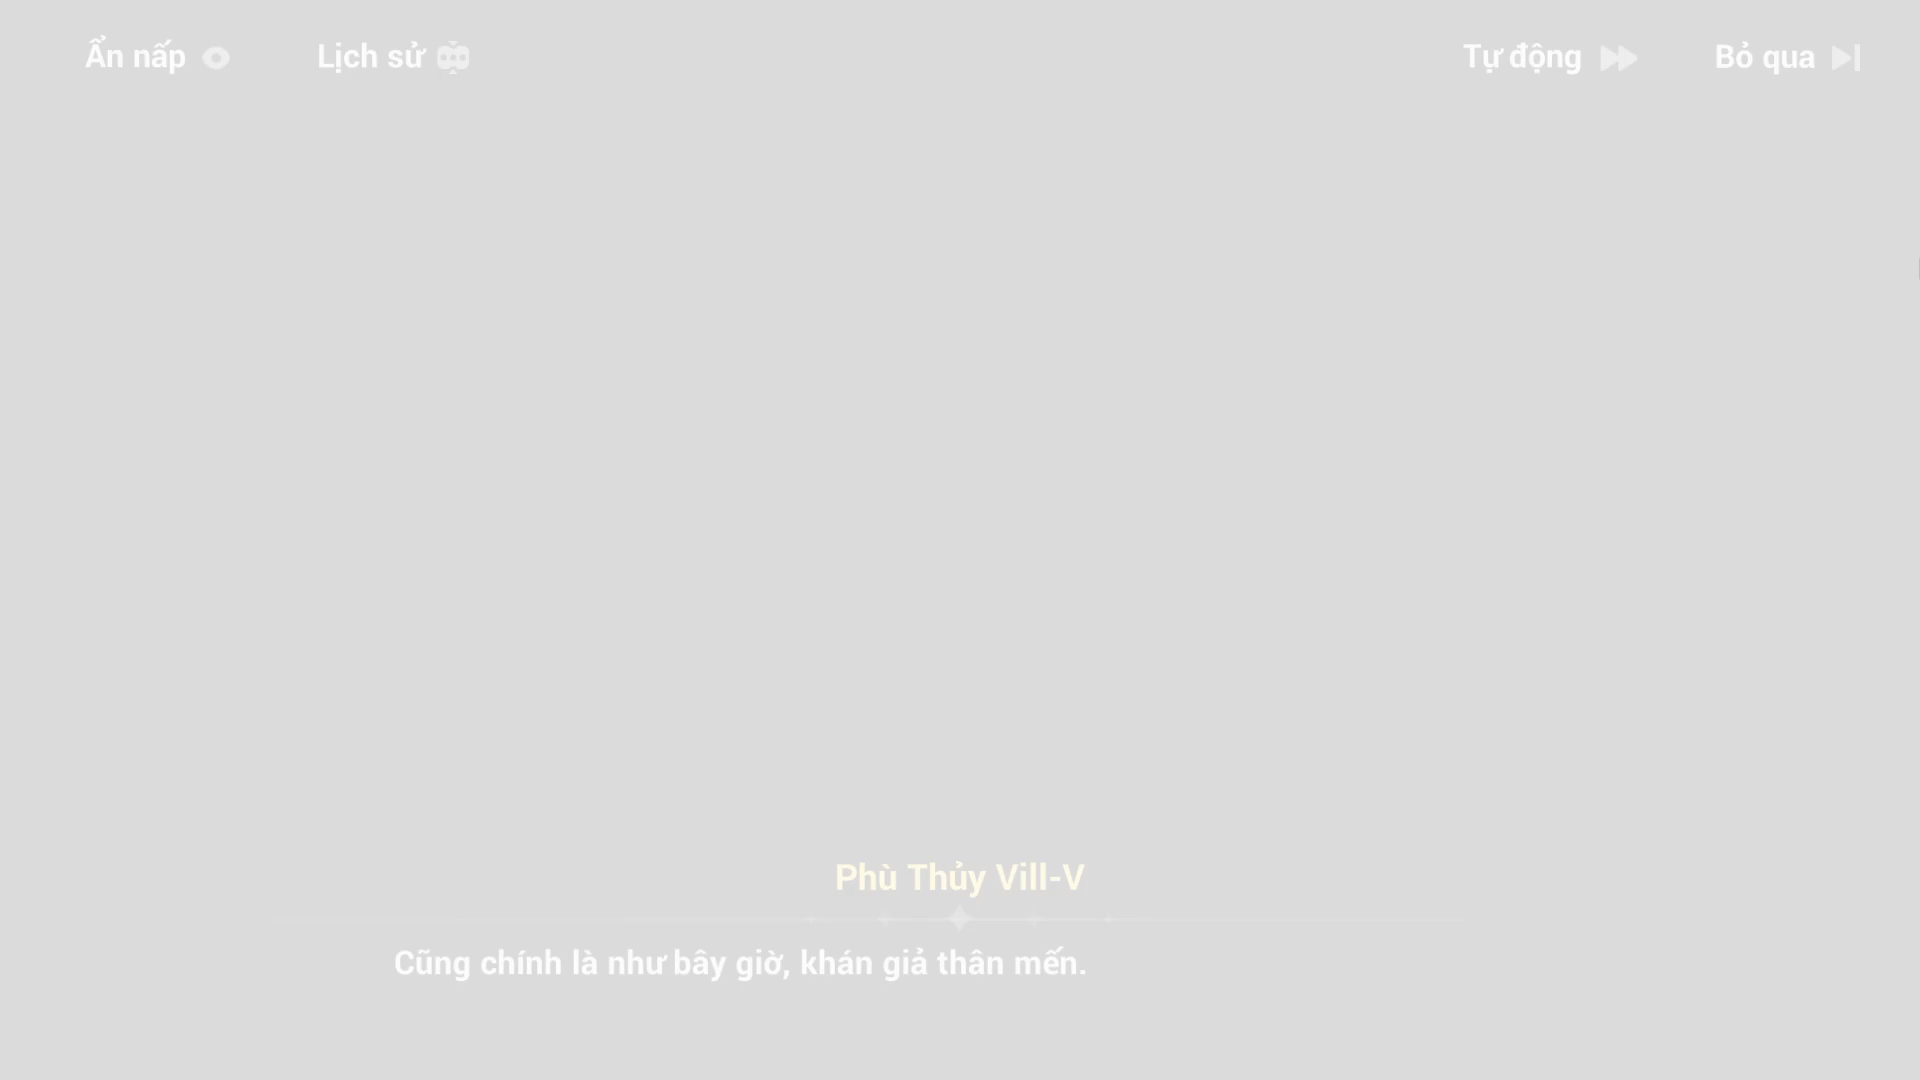 Ẩn nấp
Lịch sử
Tự động
Bỏ qua
Phù Thủy Vill-V
Cũng chính là như bây giờ, khán giả thân mến.